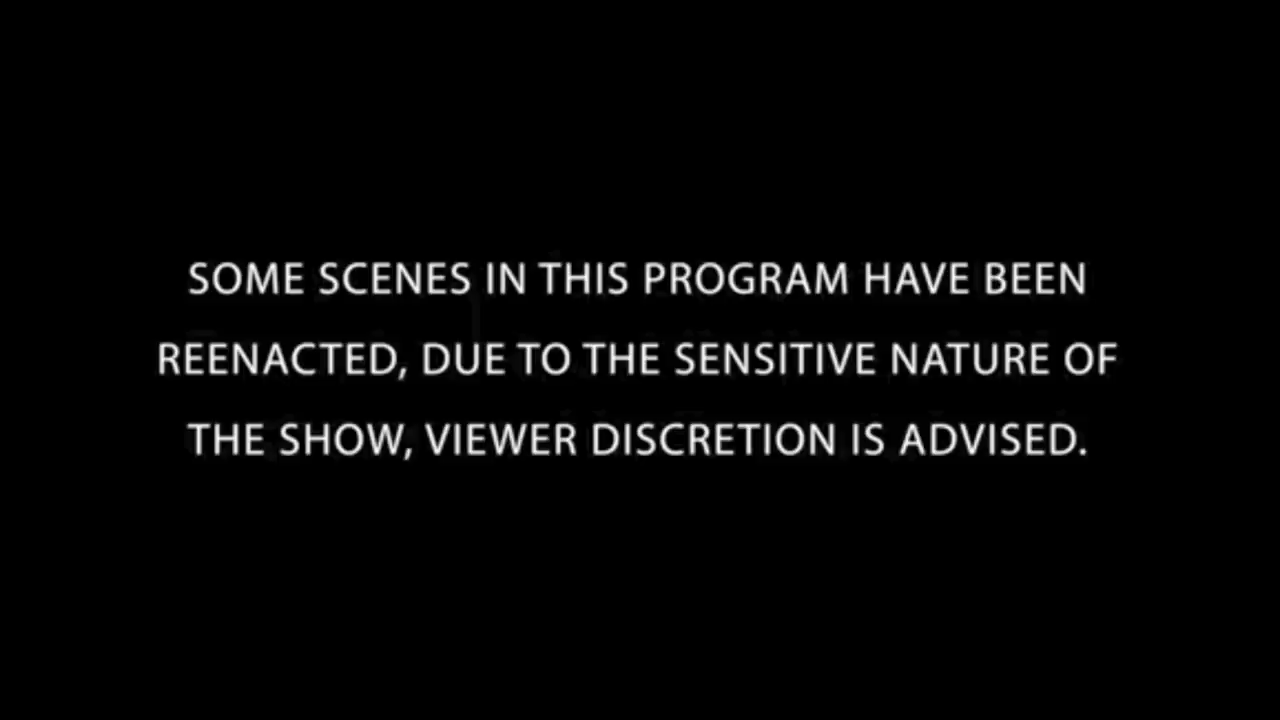 SOME SCENES IN THIS PROGRAM HAVE BEEN
REENACTED, DUE TO THE SENSITIVE NATURE OF
THE SHOW, VIEWER DISCRETION IS ADVISED.